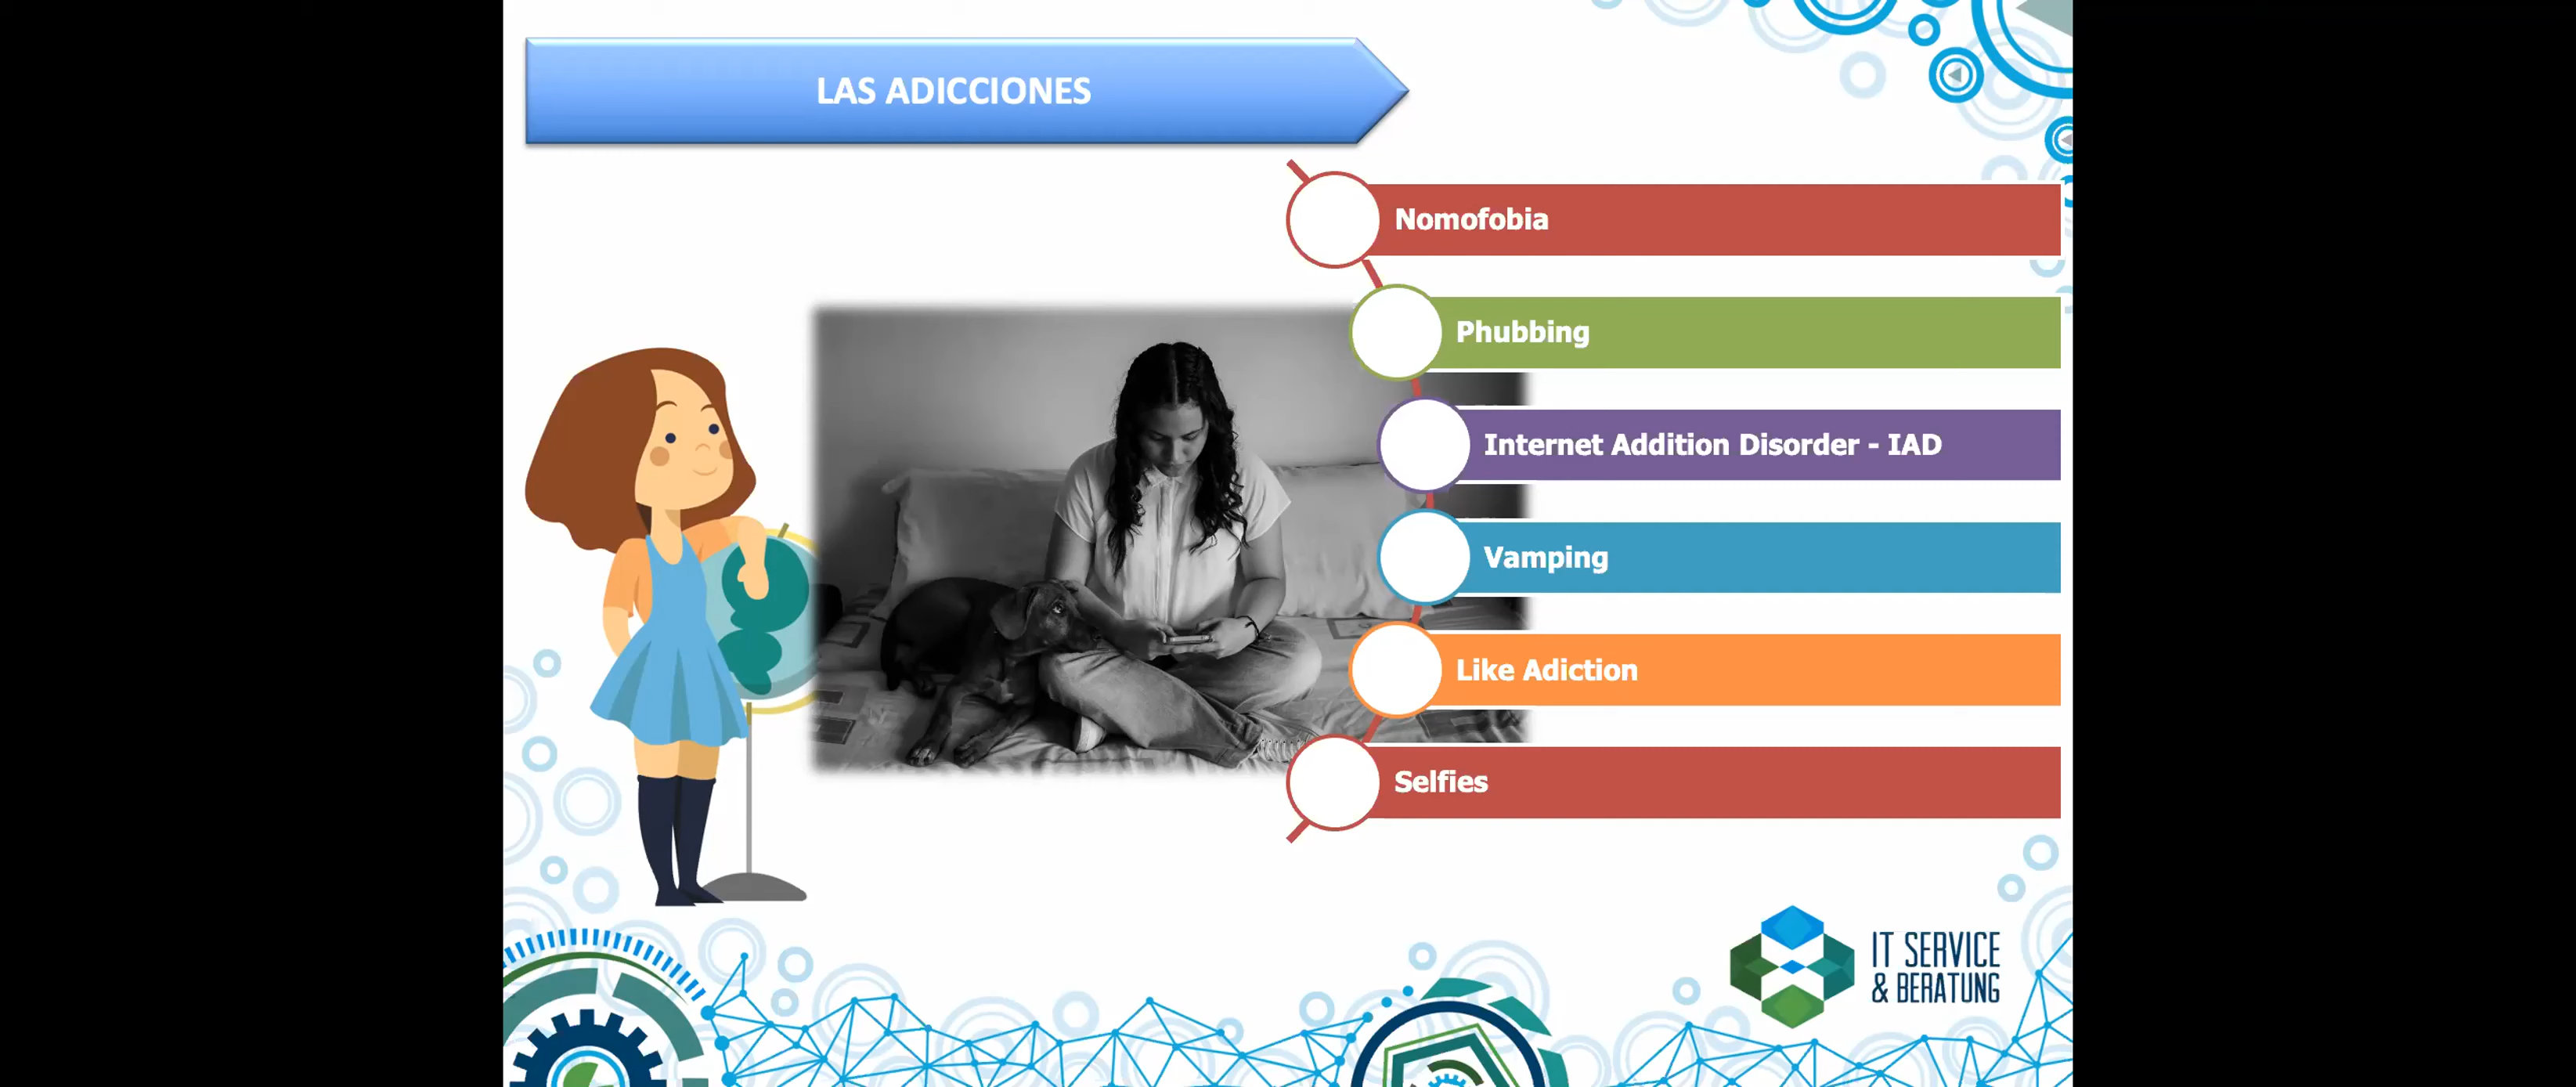 LAS ADICCIONES
Nomofobia
Phubbing
Internet Addition Disorder - IAD
Vamping
Like Adiction
Selfies
IT SERVICE
& BERATUNG